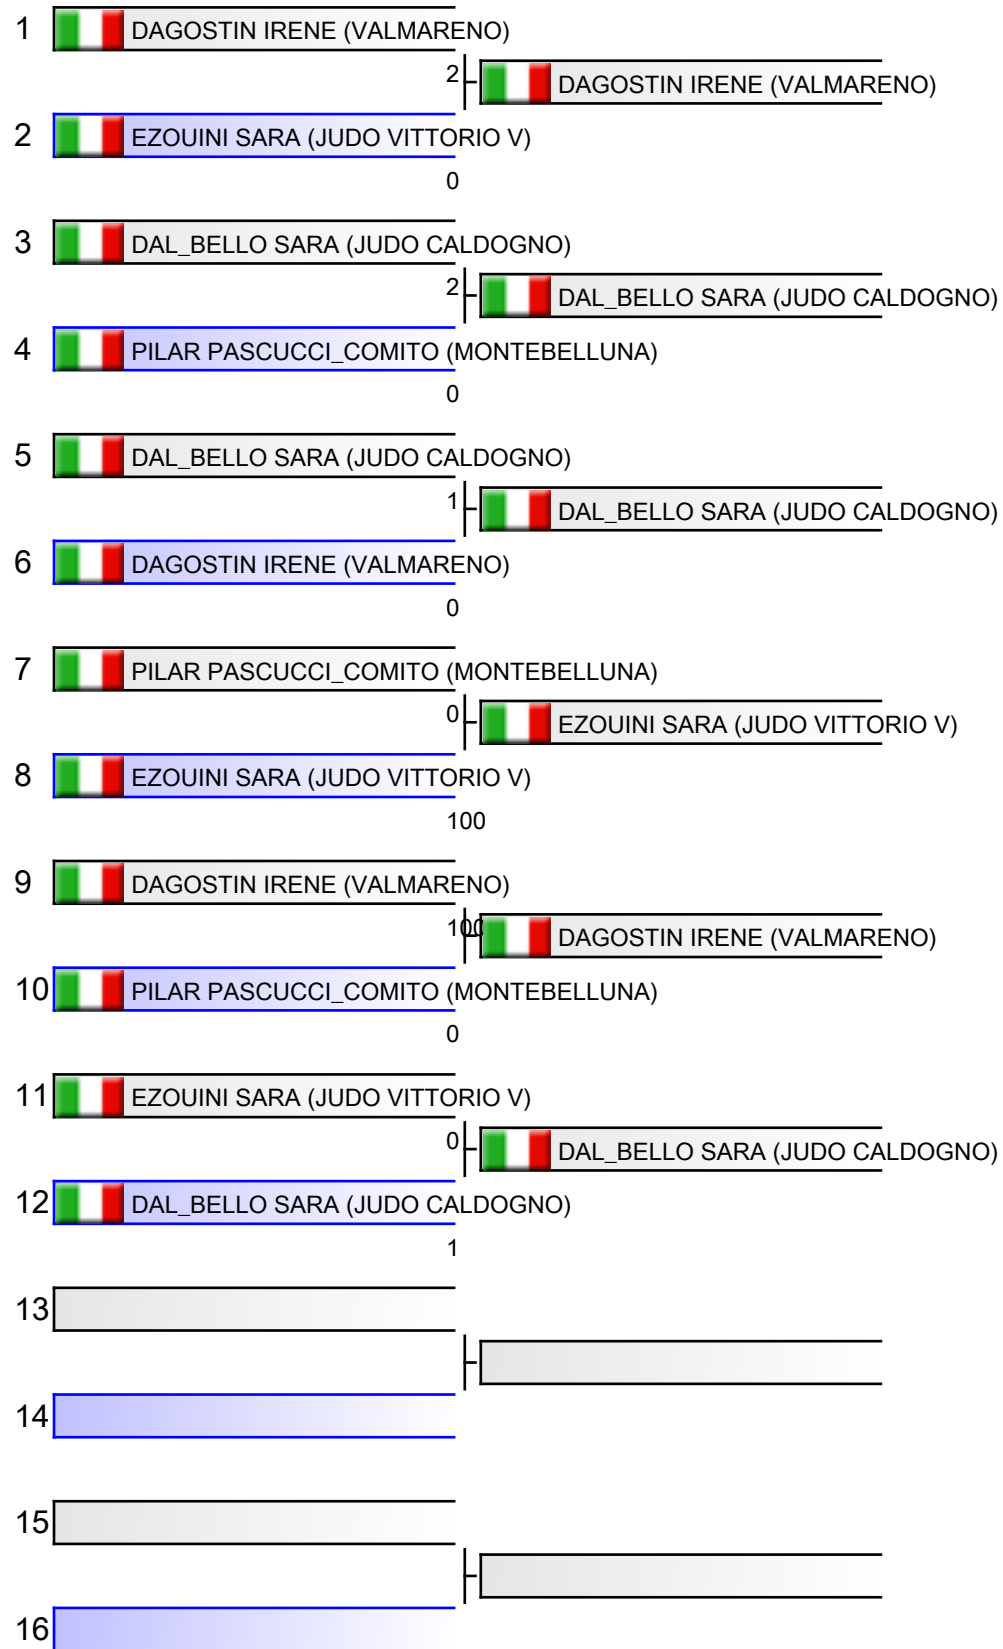 1 DAGOSTIN IRENE (VALMARENO)
2 DAGOSTIN IRENE (VALMARENO)
2 EZOUINI SARA (JUDO VITTORIO V)
0
3 DAL_BELLO SARA (JUDO CALDOGNO)
2 DAL_BELLO SARA (JUDO CALDOGNO)
4 PILAR PASCUCCI_COMITO (MONTEBELLUNA)
0
5 DAL_BELLO SARA (JUDO CALDOGNO)
1 DAL_BELLO SARA (JUDO CALDOGNO)
6 DAGOSTIN IRENE (VALMARENO)
0
7 PILAR PASCUCCI_COMITO (MONTEBELLUNA)
0 EZOUINI SARA (JUDO VITTORIO V)
8 EZOUINI SARA (JUDO VITTORIO V)
100
9 DAGOSTIN IRENE (VALMARENO)
100 DAGOSTIN IRENE (VALMARENO)
10 PILAR PASCUCCI_COMITO (MONTEBELLUNA)
0
11 EZOUINI SARA (JUDO VITTORIO V)
0 DAL_BELLO SARA (JUDO CALDOGNO)
12 DAL_BELLO SARA (JUDO CALDOGNO)
1
13
14
15
16